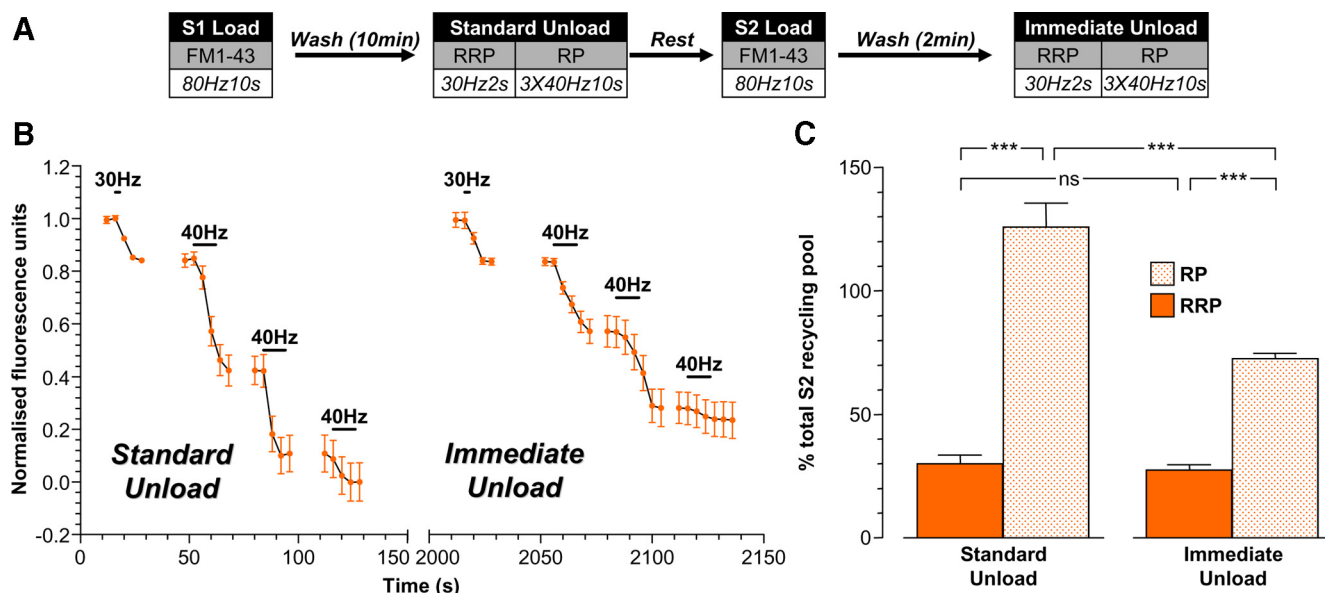 A
S1 Load
FM1-43
80Hz10s
Wash (10min)
Standard Unload
RRP RP
30Hz2s 3X40Hz10s
Rest
S2 Load
FM1-43
80Hz10s
Wash (2min)
Immediate Unload
RRP RP
30Hz2s 3X40Hz10s
B
Normalised fluorescence units
1.2
1.0
0.8
0.6
0.4
0.2
0.0
-0.2
30Hz
40Hz
40Hz
40Hz
Standard
Unload
0 50 100 150
30Hz
40Hz
40Hz
40Hz
Immediate
Unload
2000 2050 2100 2150
Time (s)
C
% total S2 recycling pool
150
100
50
0
*** ***
ns ***
RP
RRP
Standard
Unload
Immediate
Unload